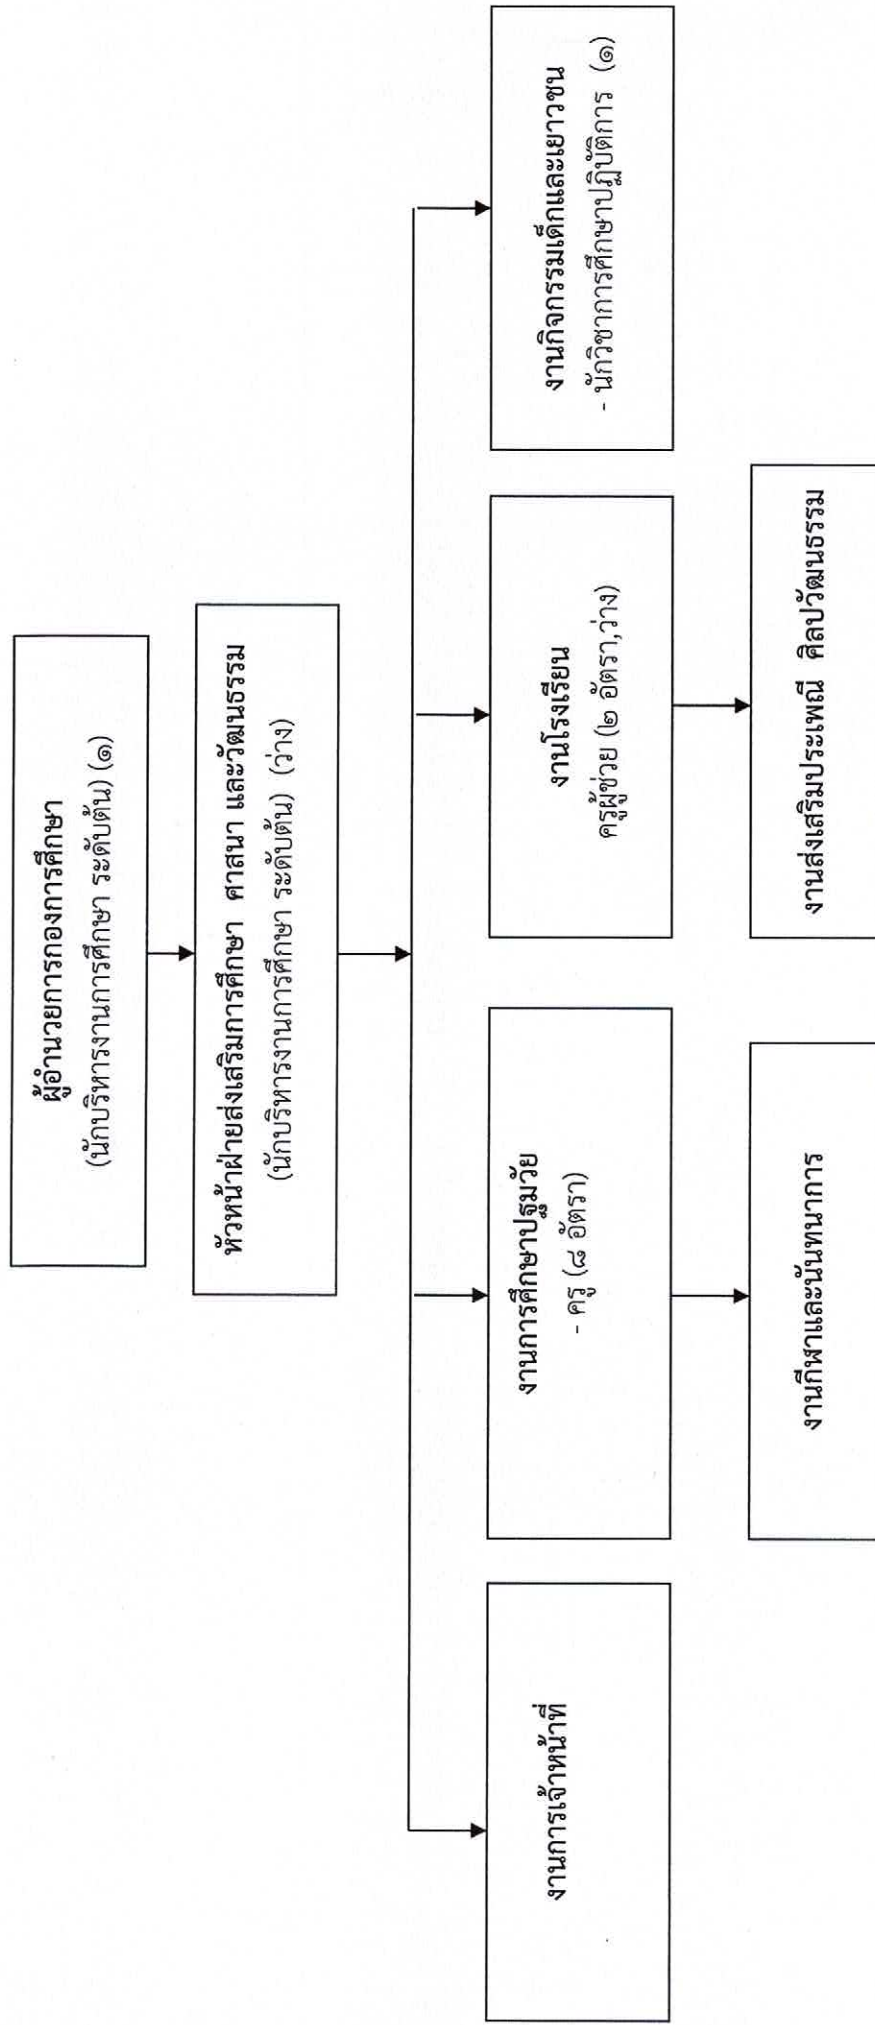 ผู้อำนวยการกองการศึกษา
(นักบริหารงานการศึกษา ระดับต้น) (๑)
หัวหน้าฝ่ายส่งเสริมการศึกษา ศาสนา และวัฒนธรรม
(นักบริหารงานการศึกษา ระดับต้น) (ว่าง)
งานการเจ้าหน้าที่
งานการศึกษาปฐมวัย
- ครู (๘ อัตรา)
งานโรงเรียน
ครูผู้ช่วย (๒ อัตรา,ว่าง)
งานกิจกรรมเด็กและเยาวชน
- นักวิชาการศึกษาปฏิบัติการ (๑)
งานกีฬาและนันทนาการ
งานส่งเสริมประเพณี ศิลปวัฒนธรรม